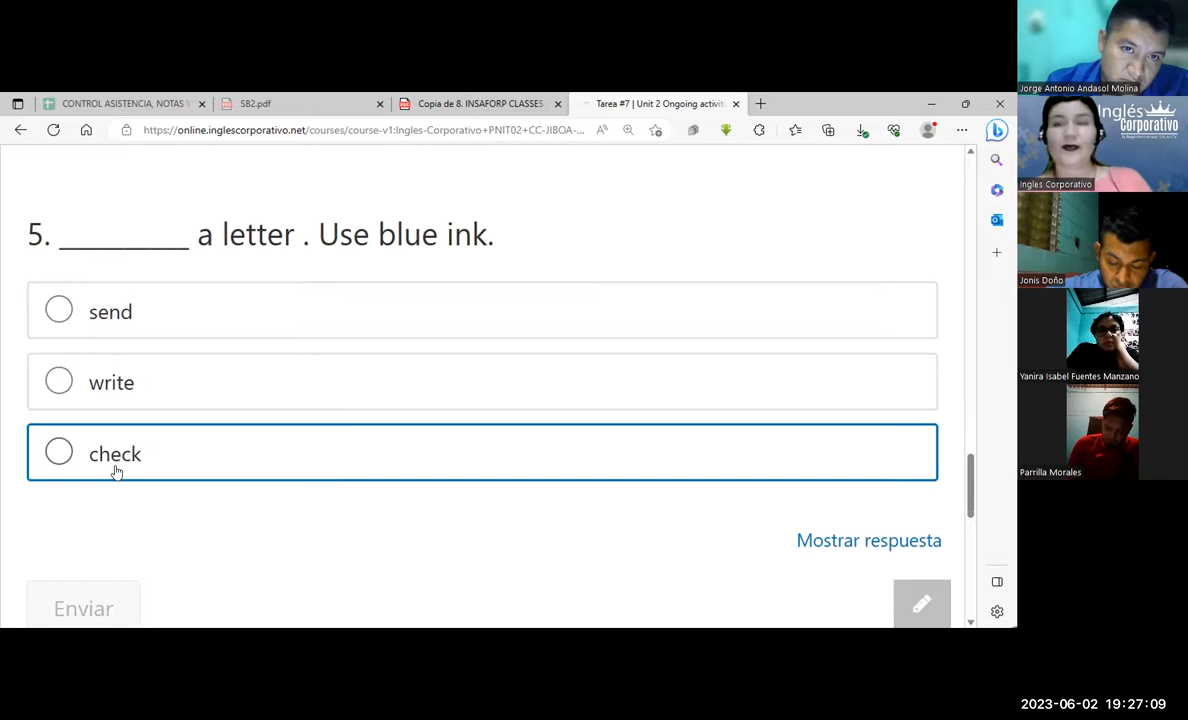 CONTROL ASISTENCIA, NOTAS Y
SB2.pdf
Copia de 8. INSAFORP CLASSES
Tarea #7 | Unit 2 Ongoing activit
https://online.inglescorporativo.net/courses/course-v1:Ingles-Corporativo+PNIT02+CC-JIBOA-...
5. __________ a letter . Use blue ink.
send
write
check
Mostrar respuesta
Enviar
Jorge Antonio Andasol Molina
Inglés
Corporativo
Ingles Corporativo
Jonis Doño
Yanira Isabel Fuentes Manzano
Parrilla Morales
2023-06-02 19:27:09